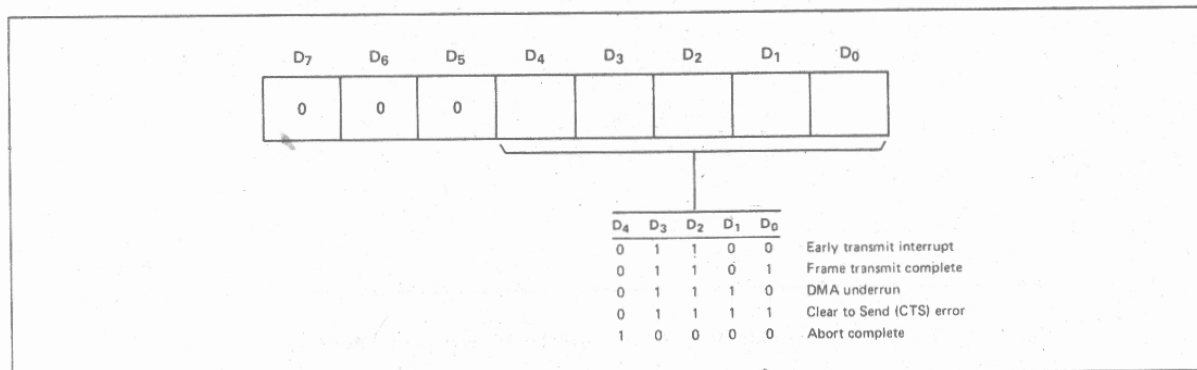 D7 D6 D5 D4 D3 D2 D1 D0
0 0 0
D4 D3 D2 D1 D0
0 1 1 0 0 Early transmit interrupt
0 1 1 0 1 Frame transmit complete
0 1 1 1 0 DMA underrun
0 1 1 1 1 Clear to Send (CTS) error
1 0 0 0 0 Abort complete